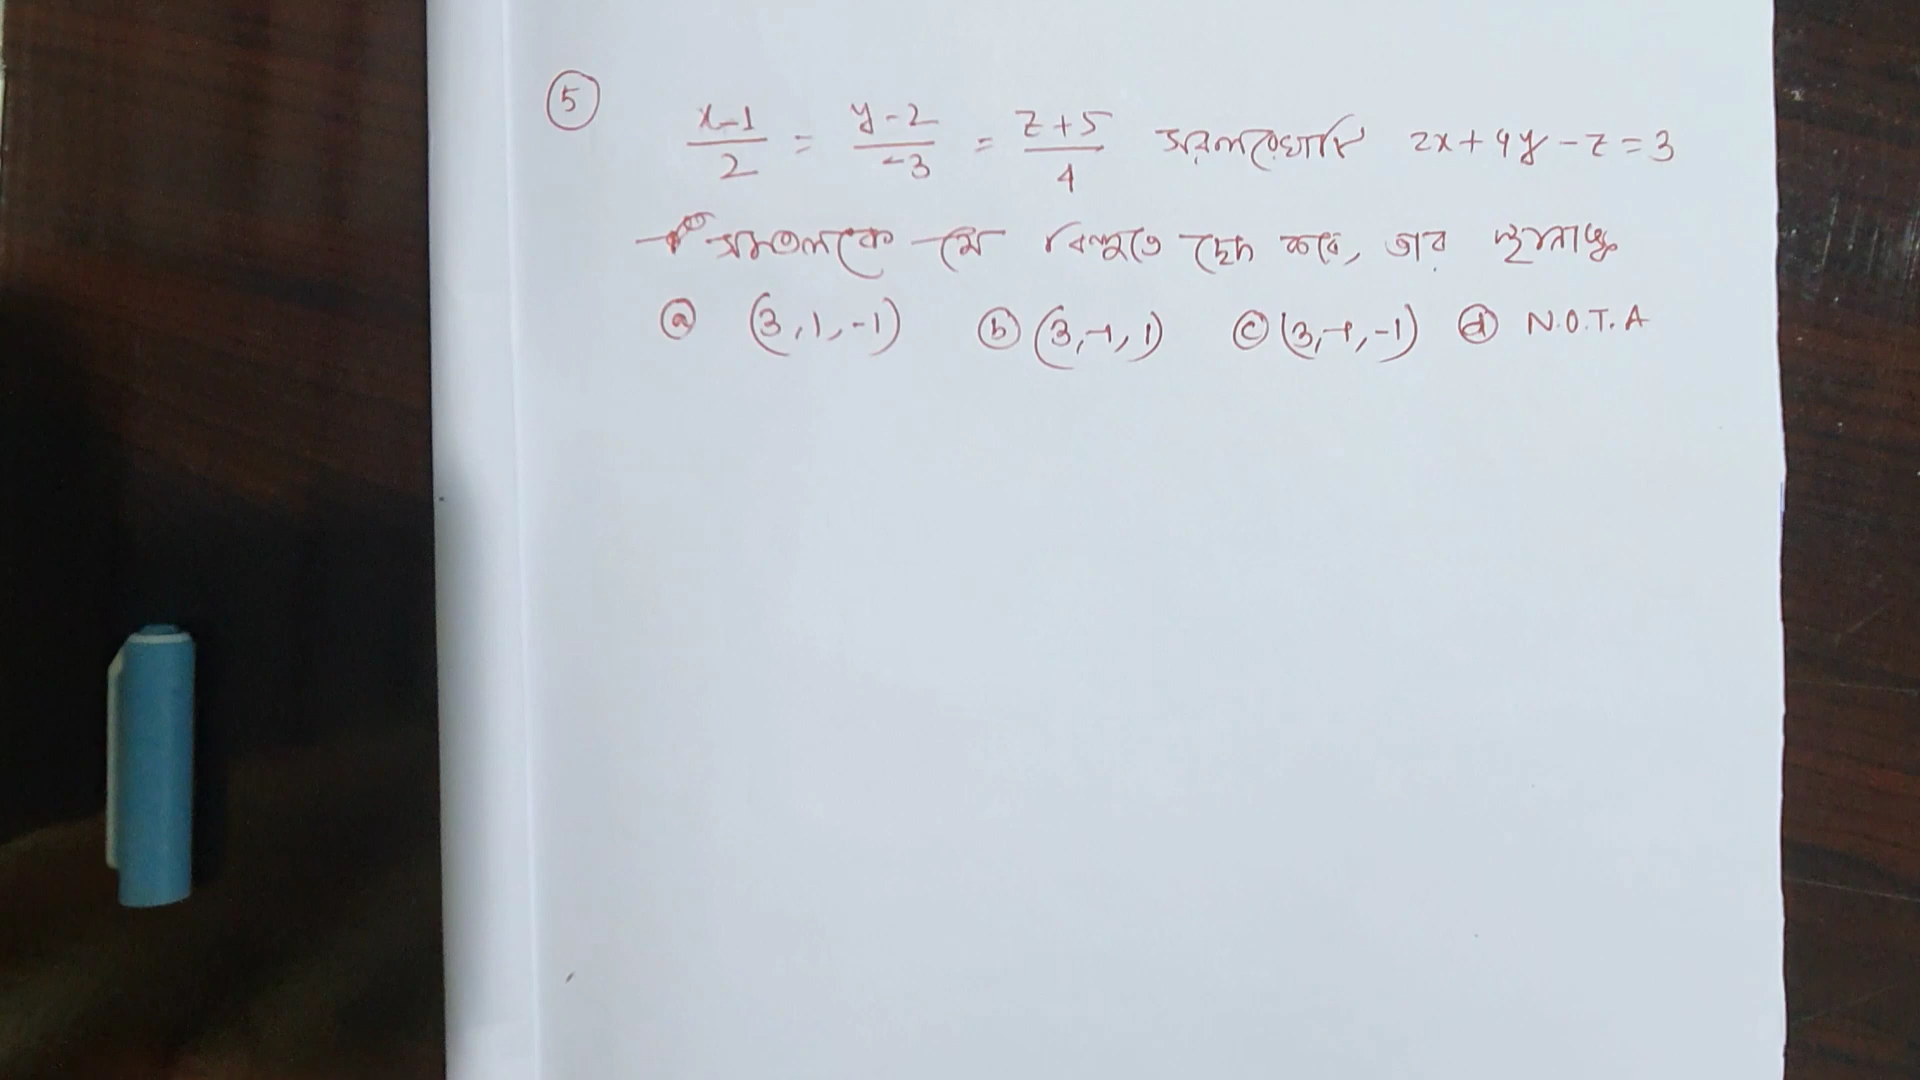 ⑤ x-1/2 = y-2/-3 = z+5/4 সরলরেখাটি 2x+4y-z=3
সমতলকে যে বিন্দুতে ছেদ করে, তার স্থানাঙ্ক
ⓐ (3,1,-1) ⓑ (3,-1,1) ⓒ (3,-1,-1) ⓓ N.O.T.A